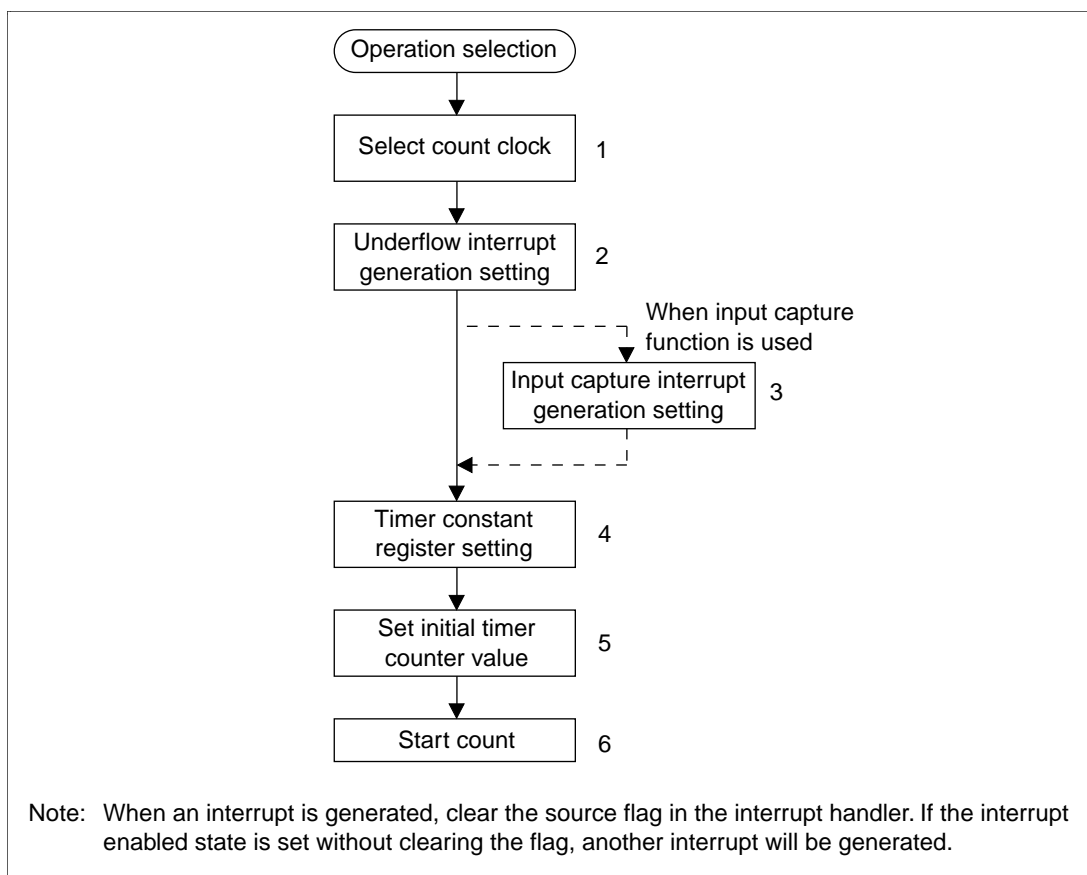 Operation selection
Select count clock
1
Underflow interrupt
generation setting
2
When input capture
function is used
Input capture interrupt
generation setting
3
Timer constant
register setting
4
Set initial timer
counter value
5
Start count
6
Note: When an interrupt is generated, clear the source flag in the interrupt handler. If the interrupt
enabled state is set without clearing the flag, another interrupt will be generated.